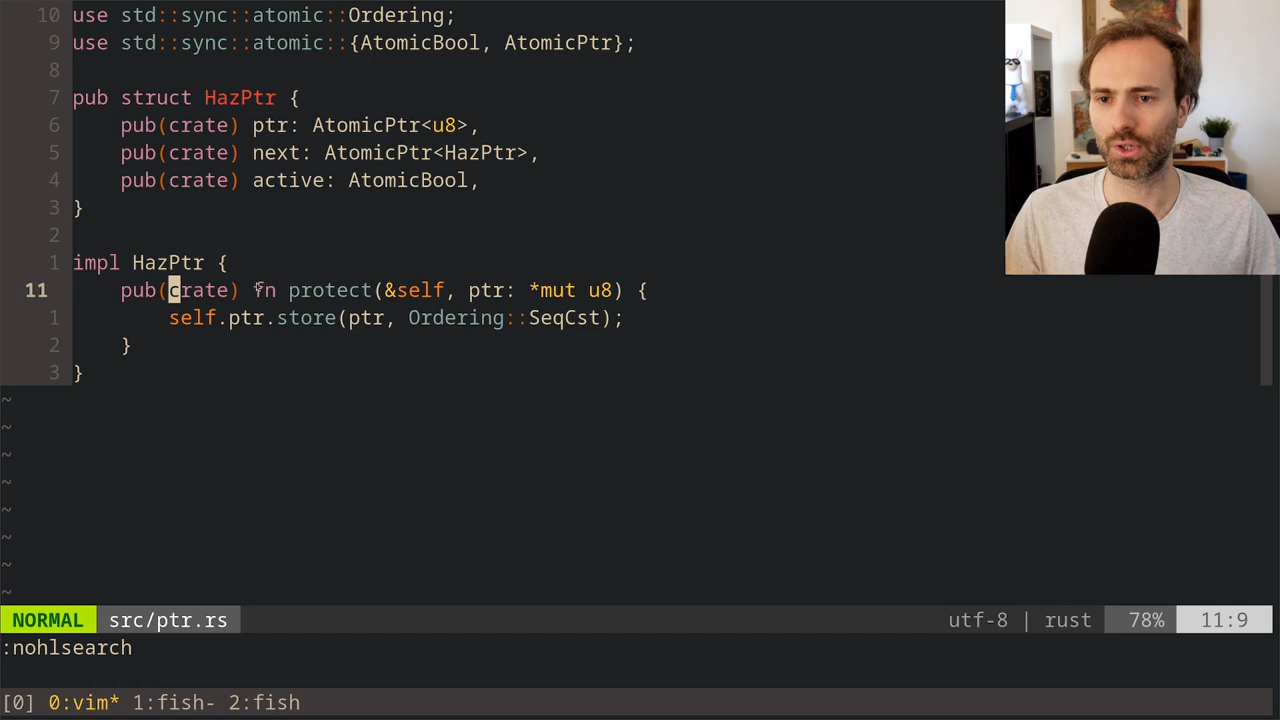 10 use std::sync::atomic::Ordering;
9 use std::sync::atomic::{AtomicBool, AtomicPtr};
8
7 pub struct HazPtr {
6     pub(crate) ptr: AtomicPtr<u8>,
5     pub(crate) next: AtomicPtr<HazPtr>,
4     pub(crate) active: AtomicBool,
3 }
2
1 impl HazPtr {
11     pub(crate) fn protect(&self, ptr: *mut u8) {
1         self.ptr.store(ptr, Ordering::SeqCst);
2     }
3 }
~
~
~
~
~
~
~
~
NORMAL src/ptr.rs utf-8 | rust 78% 11:9
:nohlsearch
[0] 0:vim* 1:fish- 2:fish